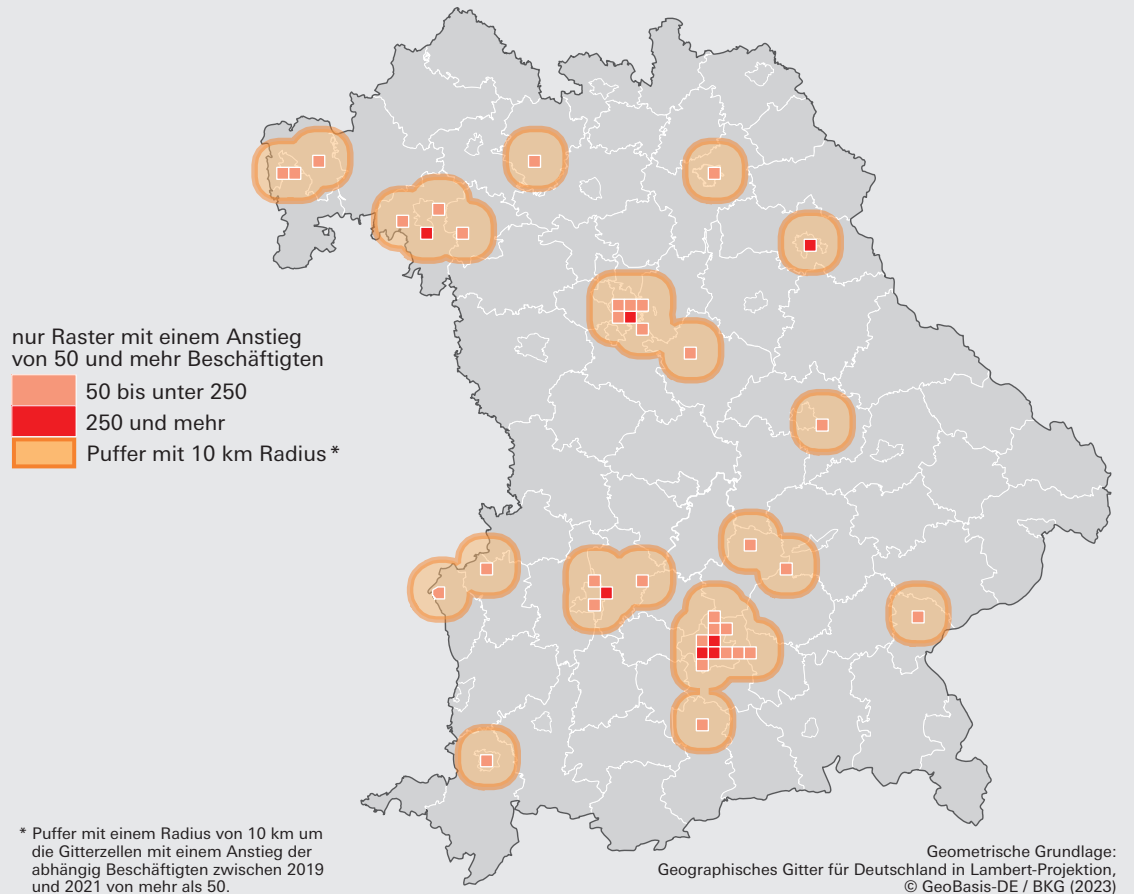 nur Raster mit einem Anstieg
von 50 und mehr Beschäftigten
50 bis unter 250
250 und mehr
Puffer mit 10 km Radius *
* Puffer mit einem Radius von 10 km um
die Gitterzellen mit einem Anstieg der
abhängig Beschäftigten zwischen 2019
und 2021 von mehr als 50.
Geometrische Grundlage:
Geographisches Gitter für Deutschland in Lambert-Projektion,
© GeoBasis-DE / BKG (2023)